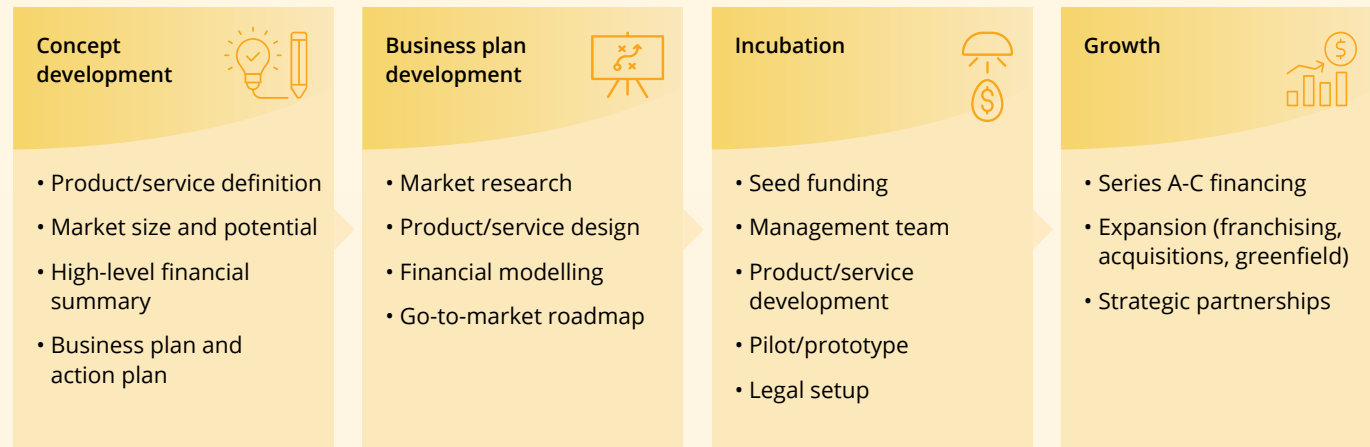 Concept
development
• Product/service definition
• Market size and potential
• High-level financial
summary
• Business plan and
action plan
Business plan
development
• Market research
• Product/service design
• Financial modelling
• Go-to-market roadmap
Incubation
$
• Seed funding
• Management team
• Product/service
development
• Pilot/prototype
• Legal setup
Growth
$
• Series A-C financing
• Expansion (franchising,
acquisitions, greenfield)
• Strategic partnerships